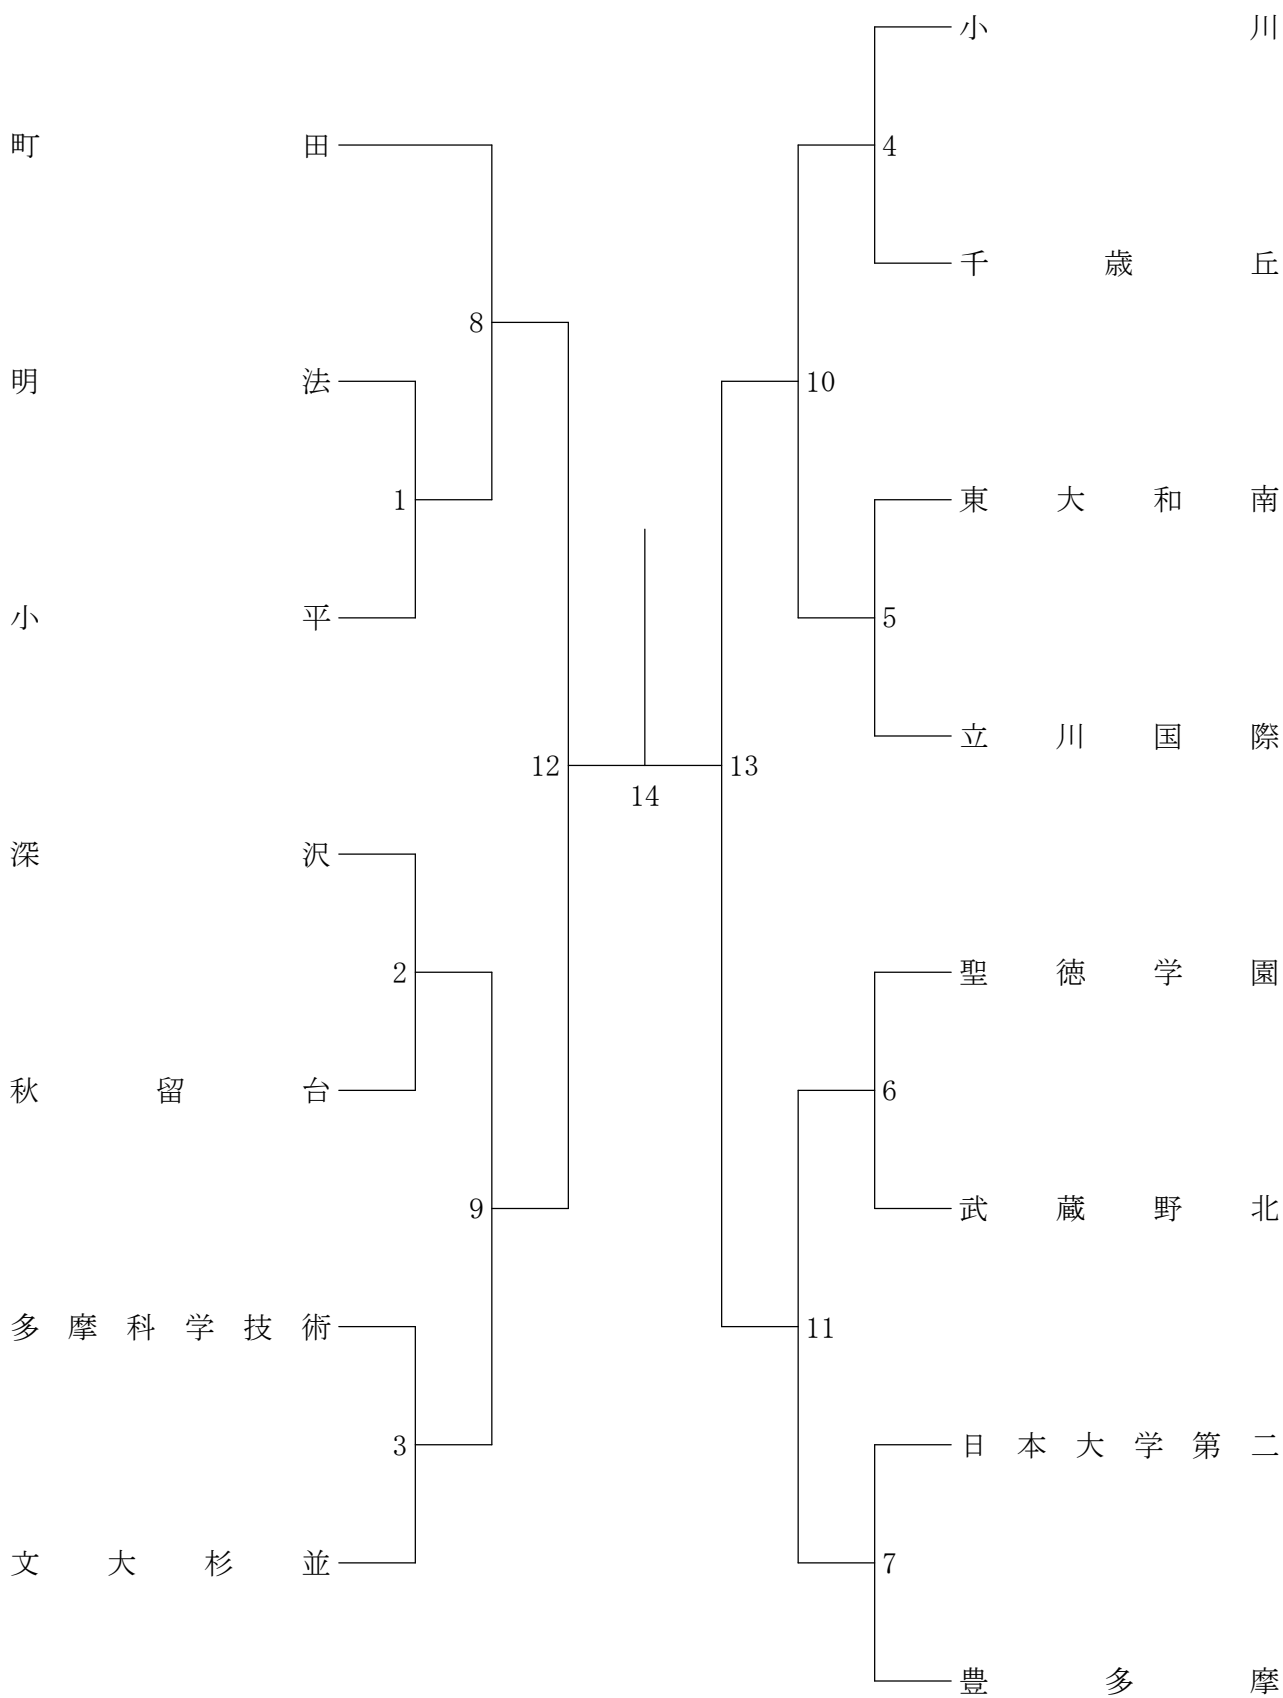 小川
町田
4
千歳丘
8
明法
10
1
東大和南
小平
5
立川国際
12
13
14
深沢
2
聖徳学園
秋留台
6
9
武蔵野北
多摩科学技術
11
3
日本大学第二
文大杉並
7
豊多摩